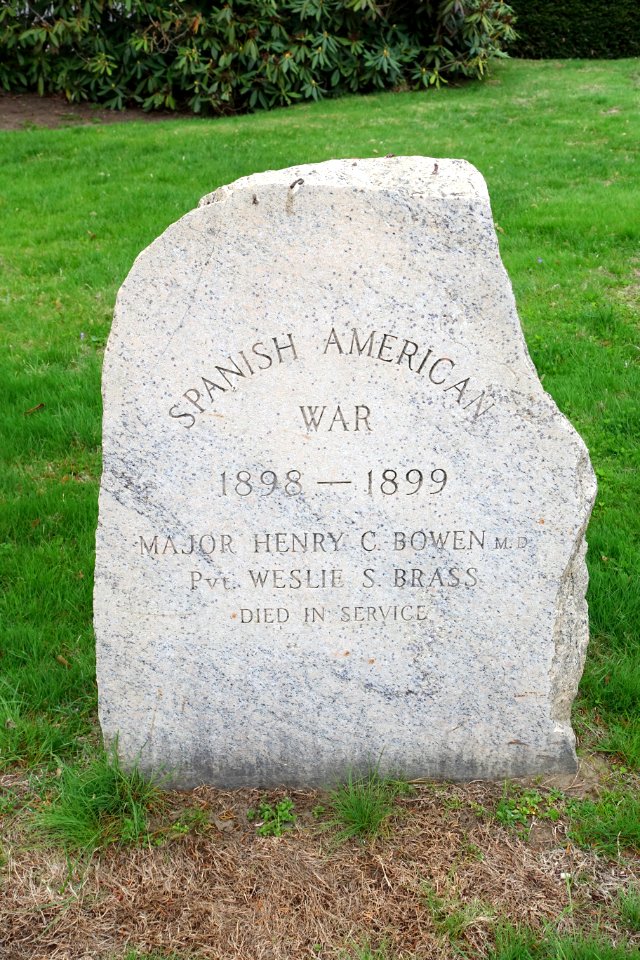 SPANISH AMERICAN
WAR
1898 — 1899
MAJOR HENRY C. BOWEN M.D.
Pvt. WESLIE S. BRASS
DIED IN SERVICE